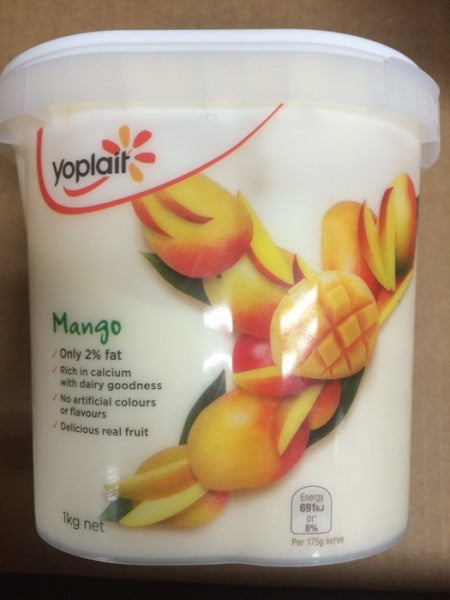 yoplait
Mango
✓ Only 2% fat
✓ Rich in calcium
with dairy goodness
✓ No artificial colours
or flavours
✓ Delicious real fruit
1kg net
Energy
691kJ
DI*
8%
Per 175g serve